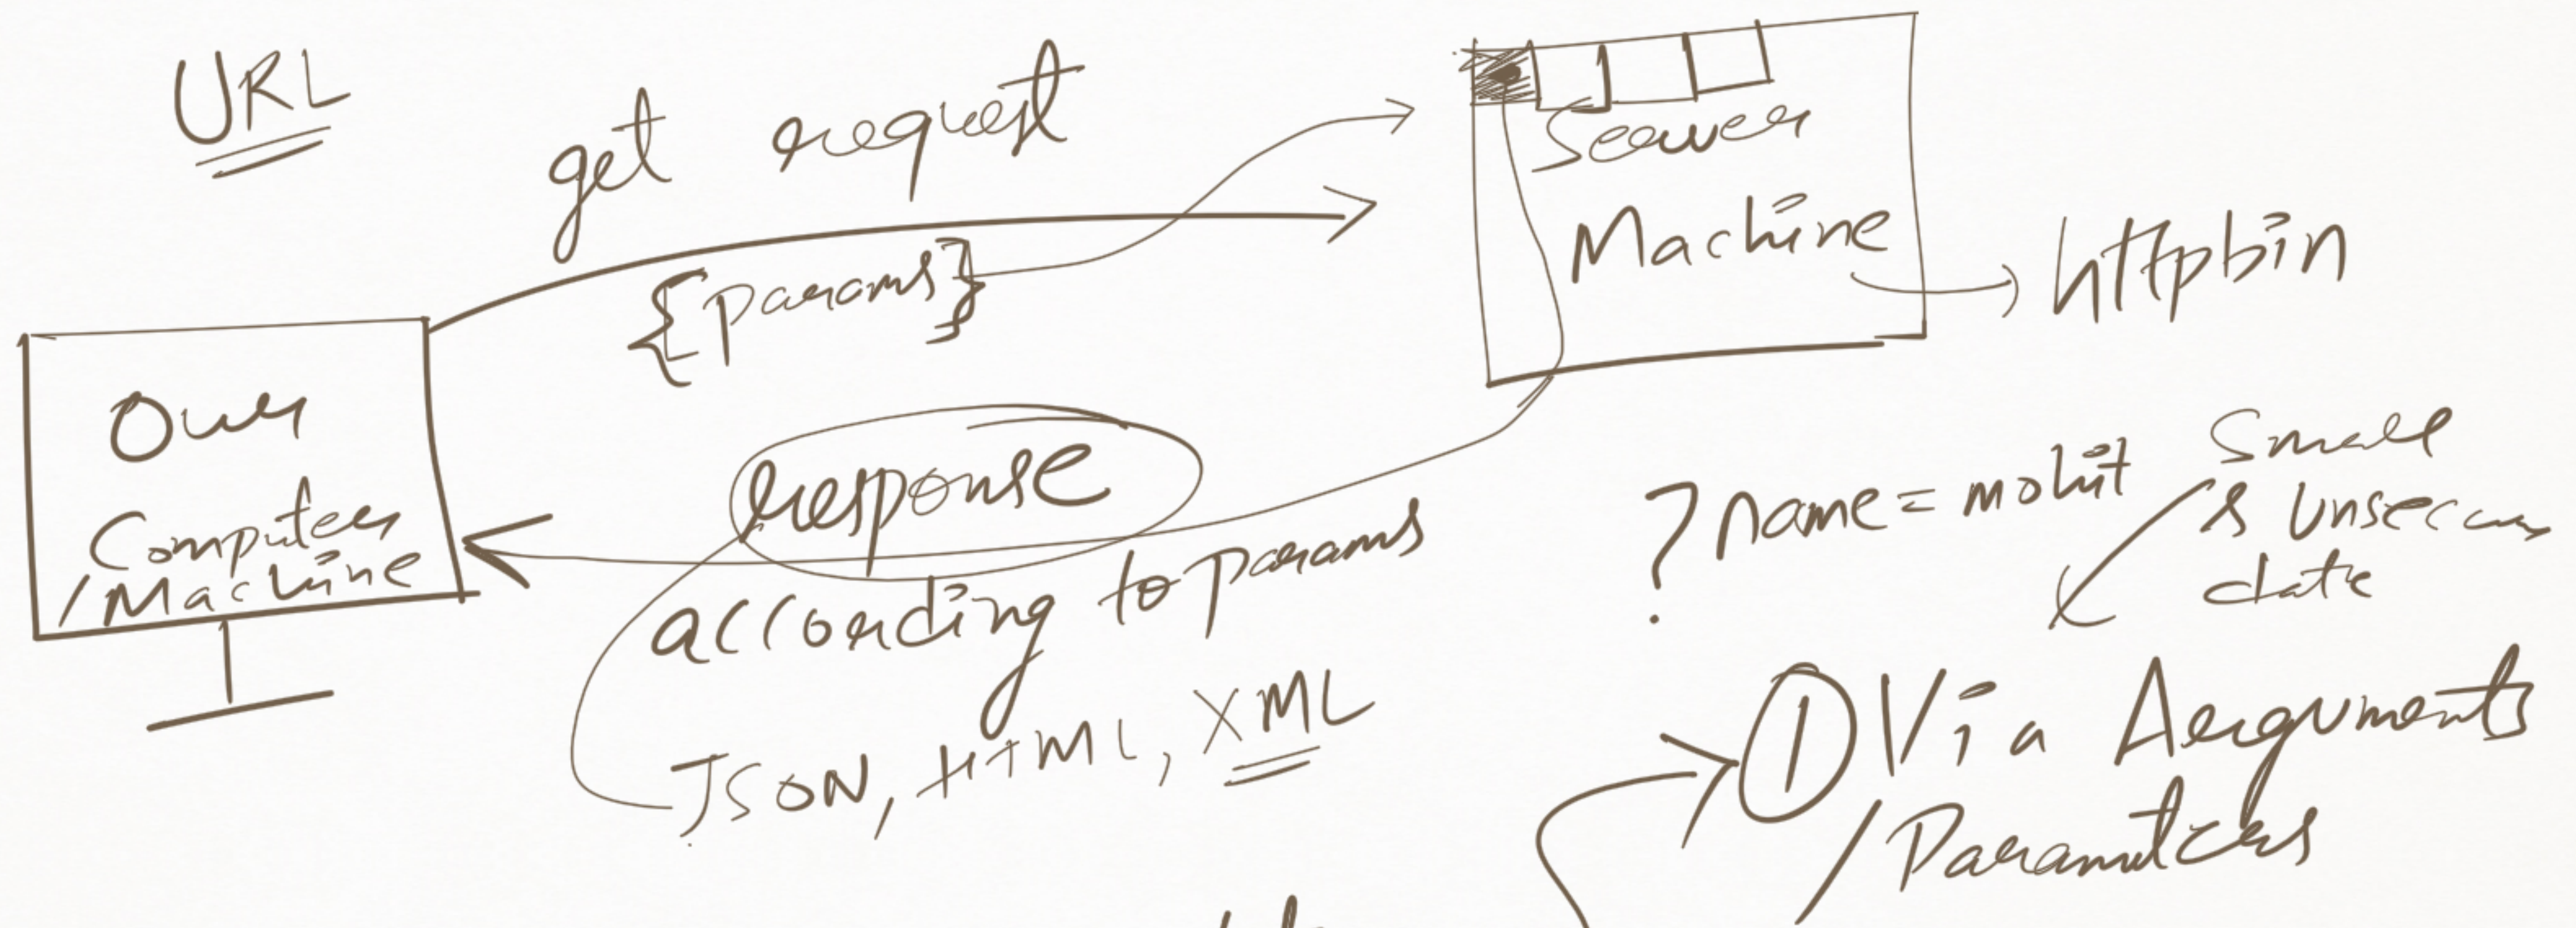 URL
get request
{params}
Server
Machine
httpbin
Our
Computer
/Machine
response
according to params
JSON, HTML, XML
?name=mohit
Small
& Unsecure
data
① Via Arguments
/Parameters